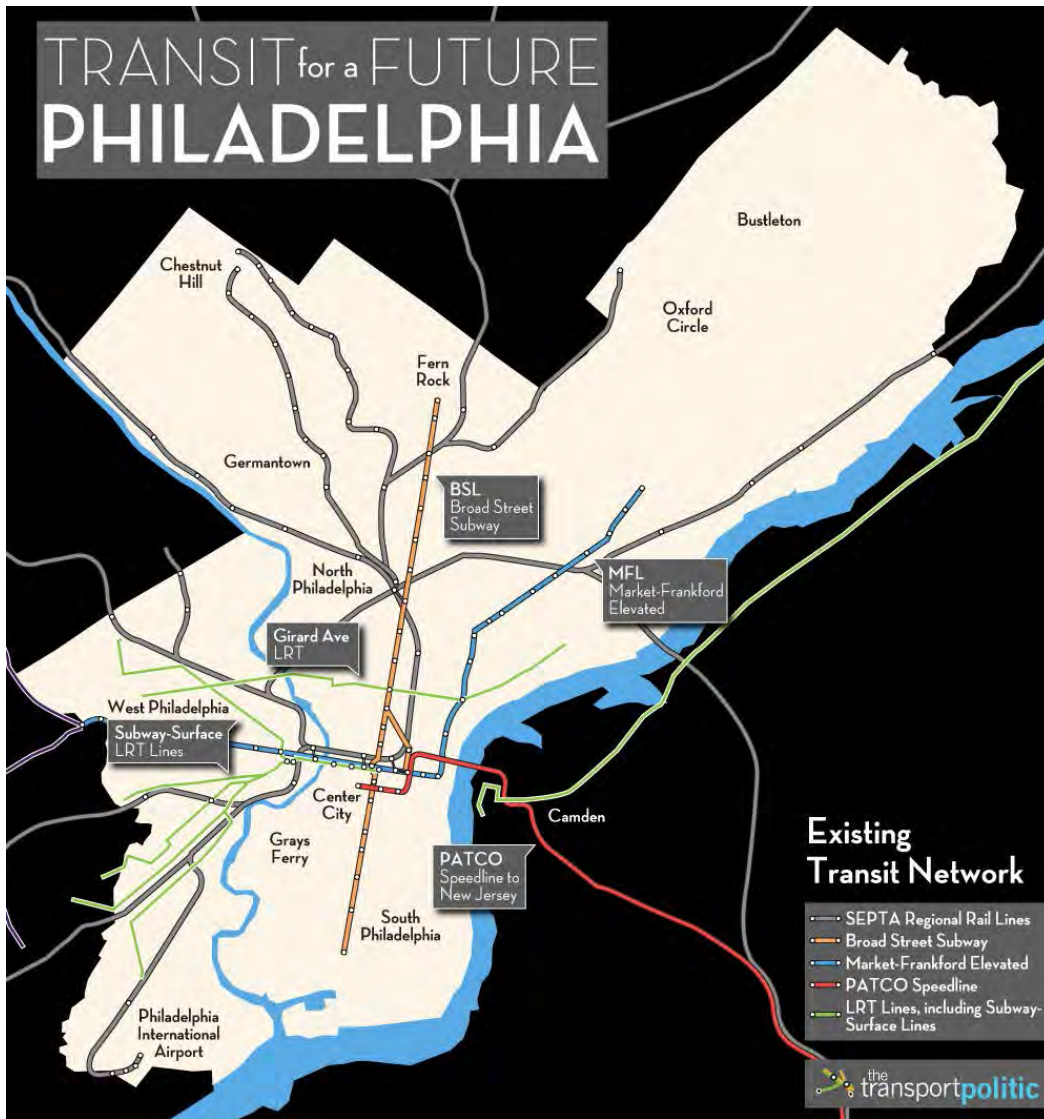 TRANSIT for a FUTURE
PHILADELPHIA
Bustleton
Chestnut
Hill
Oxford
Circle
Fern
Rock
Germantown
BSL
Broad Street
Subway
North
Philadelphia
MFL
Market-Frankford
Elevated
Girard Ave
LRT
West Philadelphia
Subway-Surface
LRT Lines
Center
City
Camden
Grays
Ferry
PATCO
Speedline to
New Jersey
South
Philadelphia
Philadelphia
International
Airport
Existing
Transit Network
SEPTA Regional Rail Lines
Broad Street Subway
Market-Frankford Elevated
PATCO Speedline
LRT Lines, including Subway-
Surface Lines
the
transportpolitic